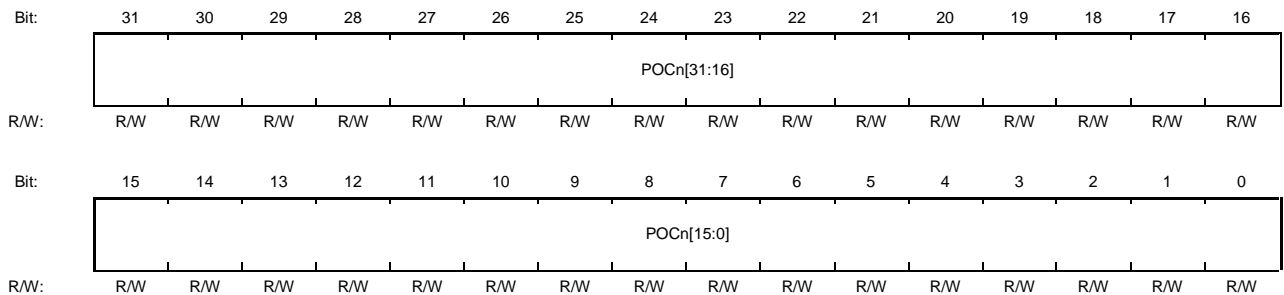 Bit: 31 30 29 28 27 26 25 24 23 22 21 20 19 18 17 16
POCn[31:16]
R/W: R/W R/W R/W R/W R/W R/W R/W R/W R/W R/W R/W R/W R/W R/W R/W R/W
Bit: 15 14 13 12 11 10 9 8 7 6 5 4 3 2 1 0
POCn[15:0]
R/W: R/W R/W R/W R/W R/W R/W R/W R/W R/W R/W R/W R/W R/W R/W R/W R/W